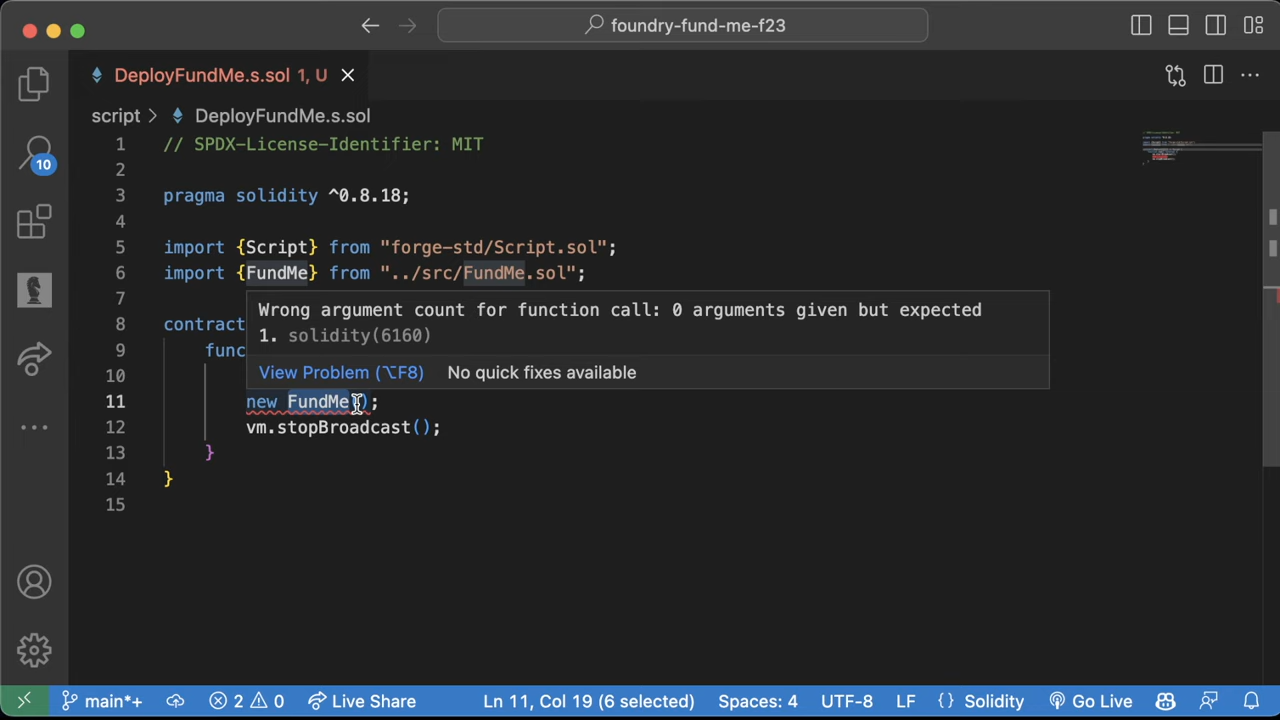 foundry-fund-me-f23
DeployFundMe.s.sol 1, U
script > DeployFundMe.s.sol
10
1 // SPDX-License-Identifier: MIT
2
3 pragma solidity ^0.8.18;
4
5 import {Script} from "forge-std/Script.sol";
6 import {FundMe} from "../src/FundMe.sol";
7
Wrong argument count for function call: 0 arguments given but expected
1. solidity(6160)
View Problem (⌥F8) No quick fixes available
8 contract
9 func
10
11 new FundMe();
12 vm.stopBroadcast();
13 }
14 }
15
main*+ 2 0 Live Share Ln 11, Col 19 (6 selected) Spaces: 4 UTF-8 LF {} Solidity Go Live